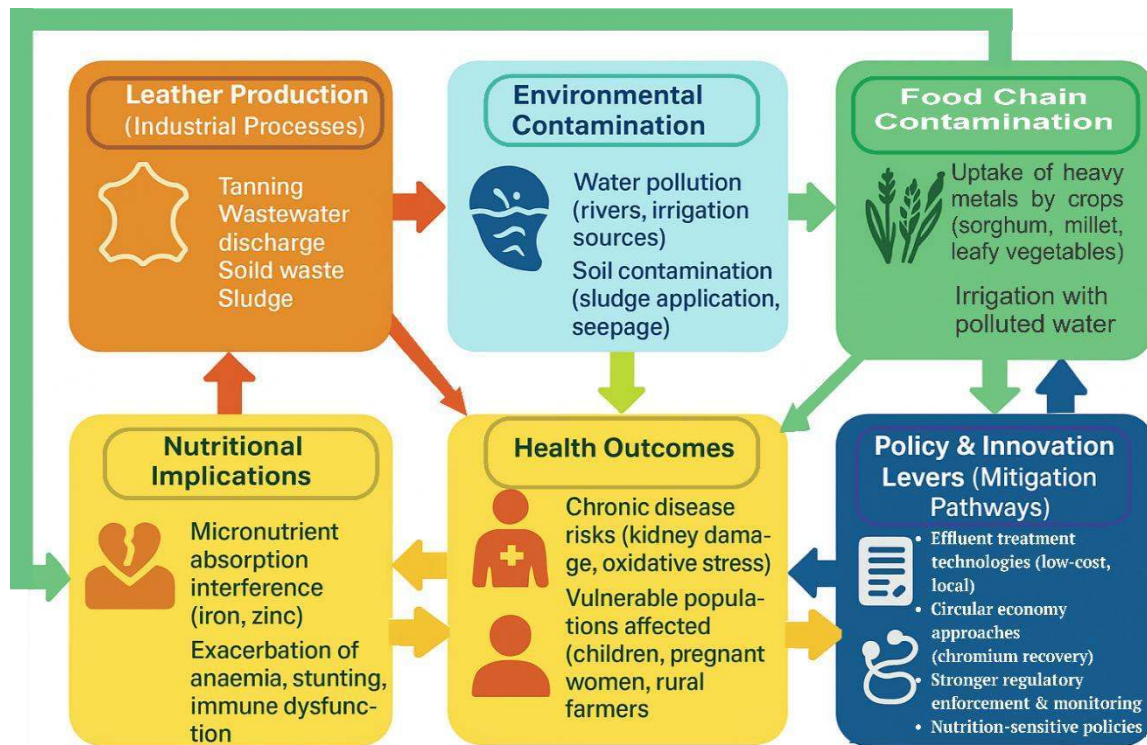 Leather Production
(Industrial Processes)
Tanning
Wastewater
discharge
Soild waste
Sludge
Environmental
Contamination
Water pollution
(rivers, irrigation
sources)
Soil contamination
(sludge application,
seepage)
Food Chain
Contamination
Uptake of heavy
metals by crops
(sorghum, millet,
leafy vegetables)
Irrigation with
polluted water
Nutritional
Implications
Micronutrient
absorption
interference
(iron, zinc)
Exacerbation of
anaemia, stunting,
immune dysfunc-
tion
Health Outcomes
Chronic disease
risks (kidney dama-
ge, oxidative stress)
Vulnerable popula-
tions affected
(children, pregnant
women, rural
farmers
Policy & Innovation
Levers (Mitigation
Pathways)
• Effluent treatment
technologies (low-cost,
local)
• Circular economy
approaches
(chromium recovery)
• Stronger regulatory
enforcement & monitoring
• Nutrition-sensitive policies